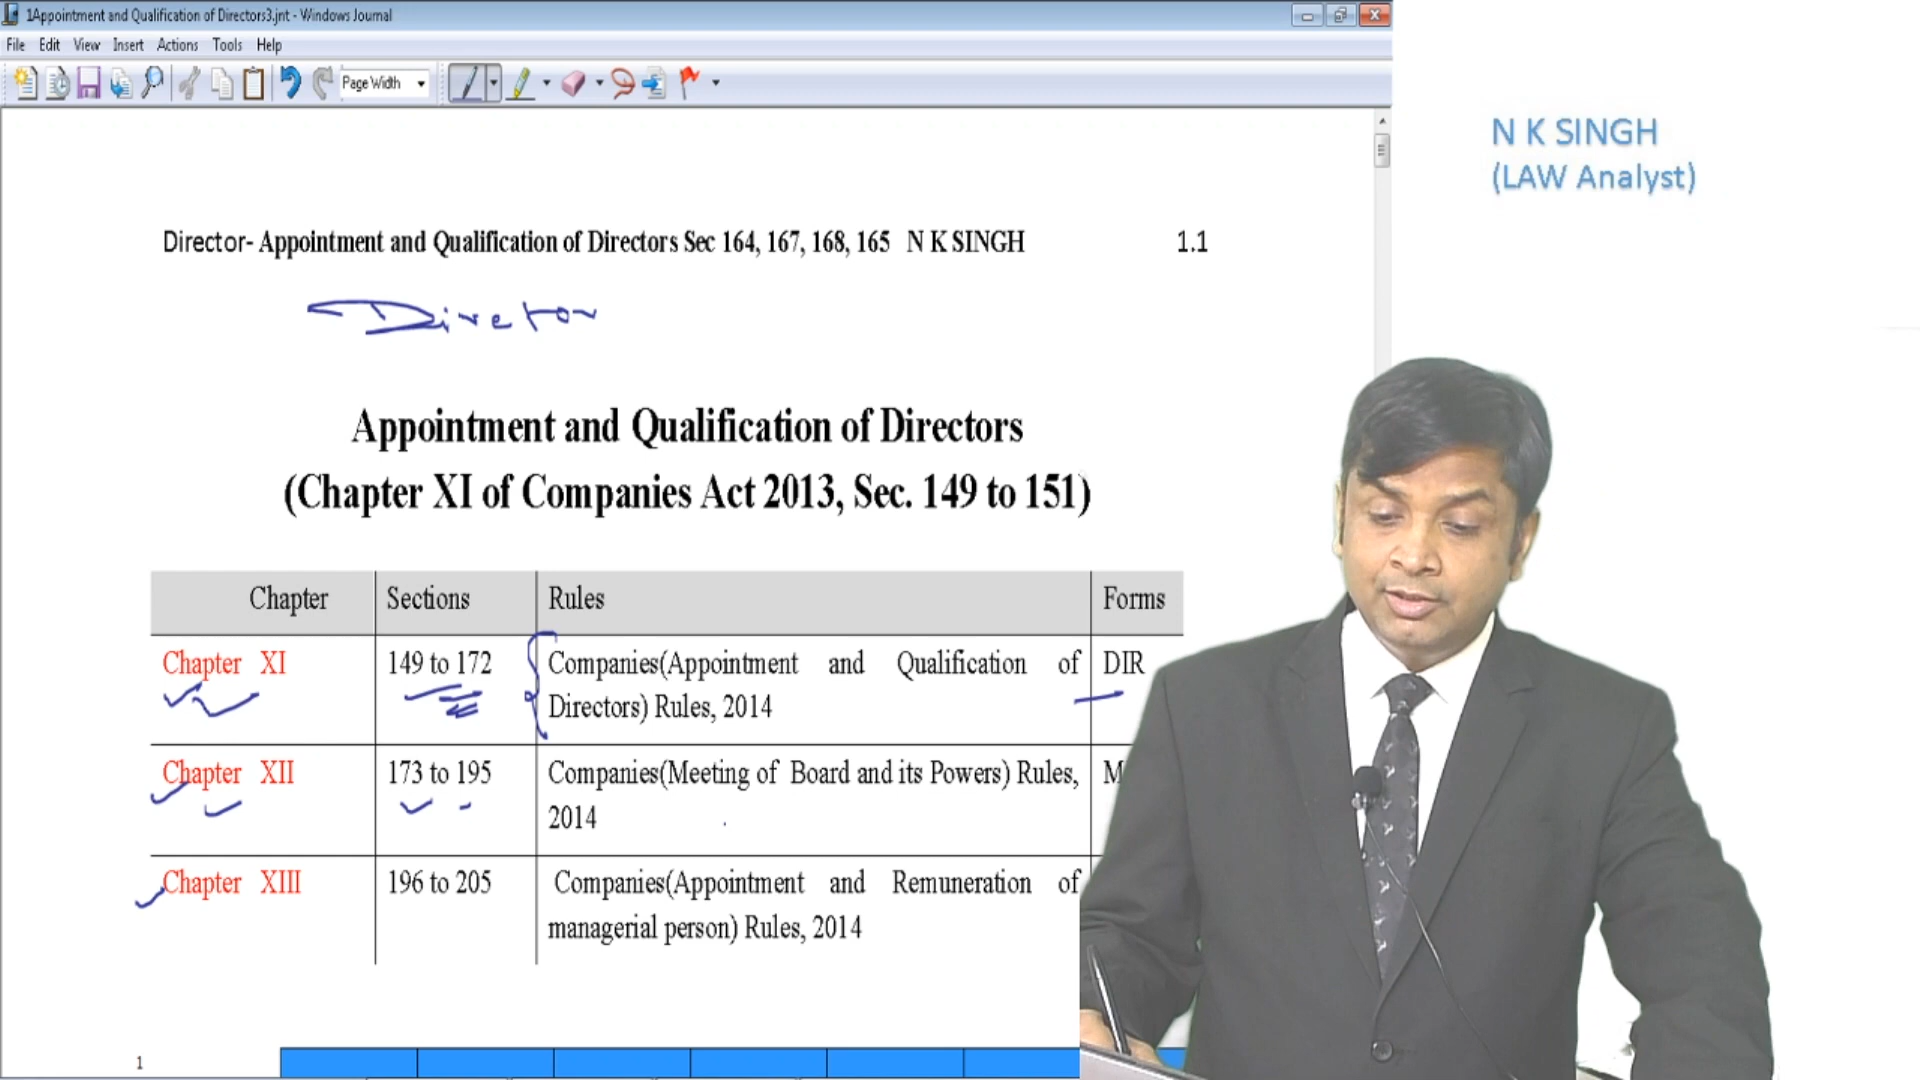 1Appointment and Qualification of Directors3.jnt - Windows Journal
File Edit View Insert Actions Tools Help
Page Width
N K SINGH
(LAW Analyst)
Director- Appointment and Qualification of Directors Sec 164, 167, 168, 165 N K SINGH 1.1
Director
Appointment and Qualification of Directors
(Chapter XI of Companies Act 2013, Sec. 149 to 151)
Chapter Sections Rules Forms
Chapter XI 149 to 172 Companies(Appointment and Qualification of DIR
Directors) Rules, 2014
Chapter XII 173 to 195 Companies(Meeting of Board and its Powers) Rules, M
2014
Chapter XIII 196 to 205 Companies(Appointment and Remuneration of
managerial person) Rules, 2014
1